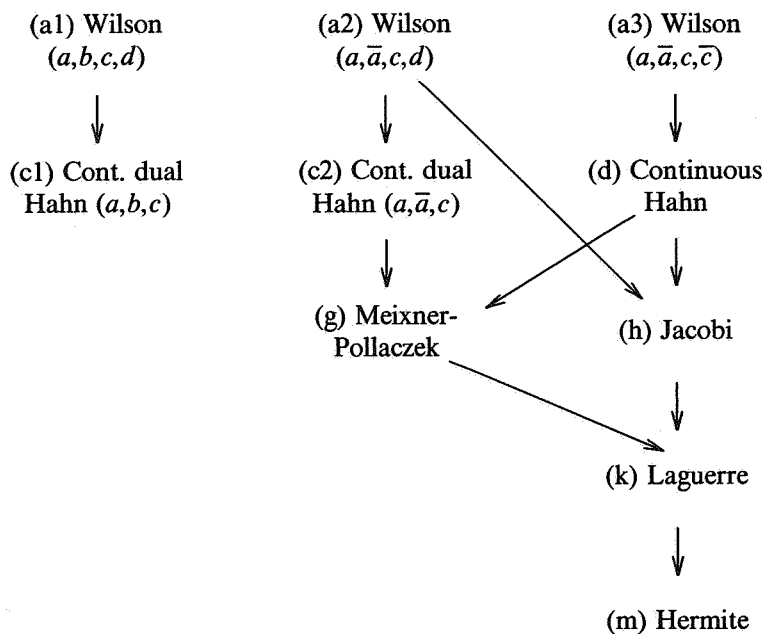 (a1) Wilson
(a,b,c,d)
(a2) Wilson
(a,a̅,c,d)
(a3) Wilson
(a,a̅,c,c̅)
(c1) Cont. dual
Hahn (a,b,c)
(c2) Cont. dual
Hahn (a,a̅,c)
(d) Continuous
Hahn
(g) Meixner-
Pollaczek
(h) Jacobi
(k) Laguerre
(m) Hermite